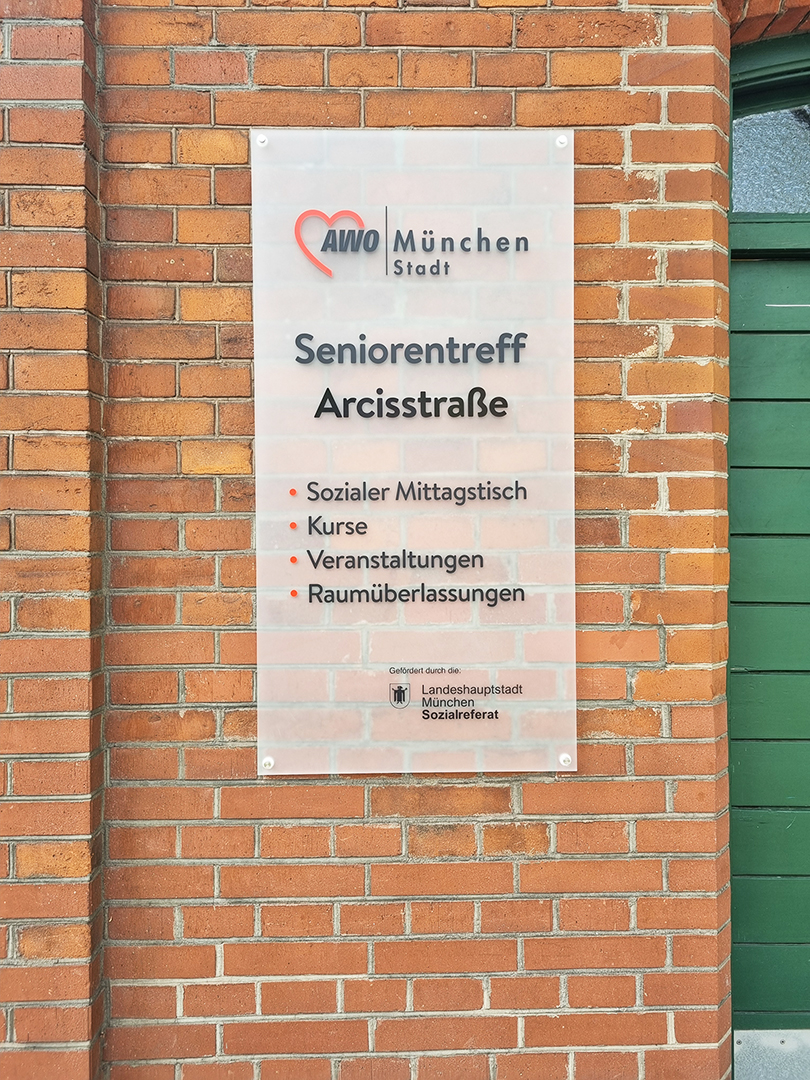 AWO München
Stadt
Seniorentreff
Arcisstraße
• Sozialer Mittagstisch
• Kurse
• Veranstaltungen
• Raumüberlassungen
Gefördert durch die:
Landeshauptstadt
München
Sozialreferat